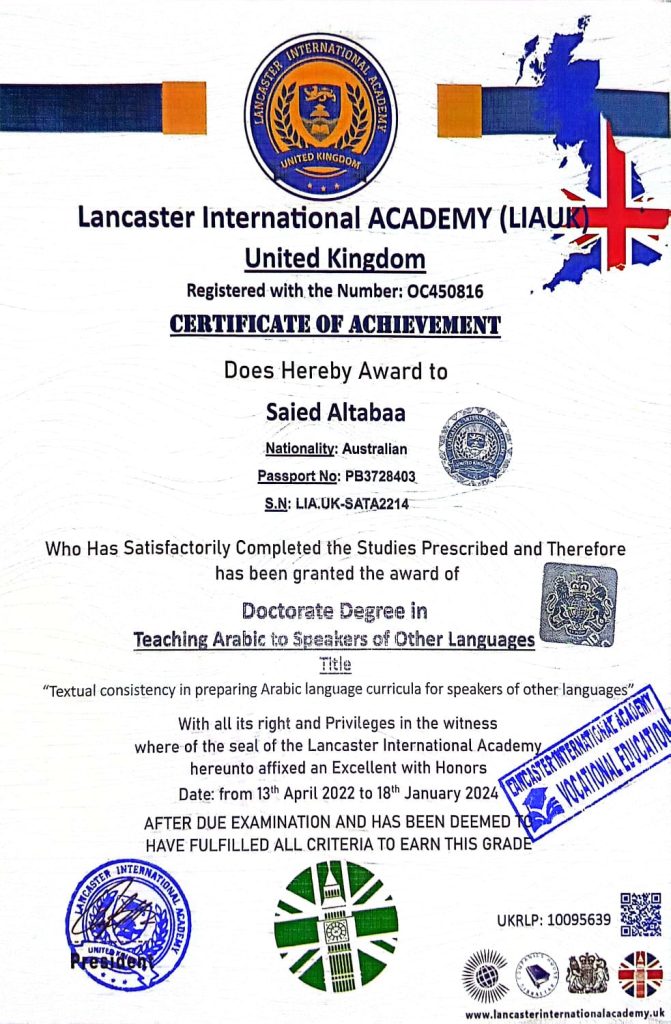 LANCASTER INTERNATIONAL ACADEMY
UNITED KINGDOM
Lancaster International ACADEMY (LIAUK)
United Kingdom
Registered with the Number: OC450816
CERTIFICATE OF ACHIEVEMENT
Does Hereby Award to
Saied Altabaa
Nationality: Australian
Passport No: PB3728403
S.N: LIA.UK-SATA2214
Who Has Satisfactorily Completed the Studies Prescribed and Therefore
has been granted the award of
Doctorate Degree in
Teaching Arabic to Speakers of Other Languages
Title
“Textual consistency in preparing Arabic language curricula for speakers of other languages”
With all its right and Privileges in the witness
where of the seal of the Lancaster International Academy
hereunto affixed an Excellent with Honors
Date: from 13th April 2022 to 18th January 2024
LANCASTER INTERNATIONAL ACADEMY
VOCATIONAL EDUCATION
AFTER DUE EXAMINATION AND HAS BEEN DEEMED TO
HAVE FULFILLED ALL CRITERIA TO EARN THIS GRADE
LANCASTER INTERNATIONAL ACADEMY
President
UKRLP: 10095639
www.lancasterinternationalacademy.uk